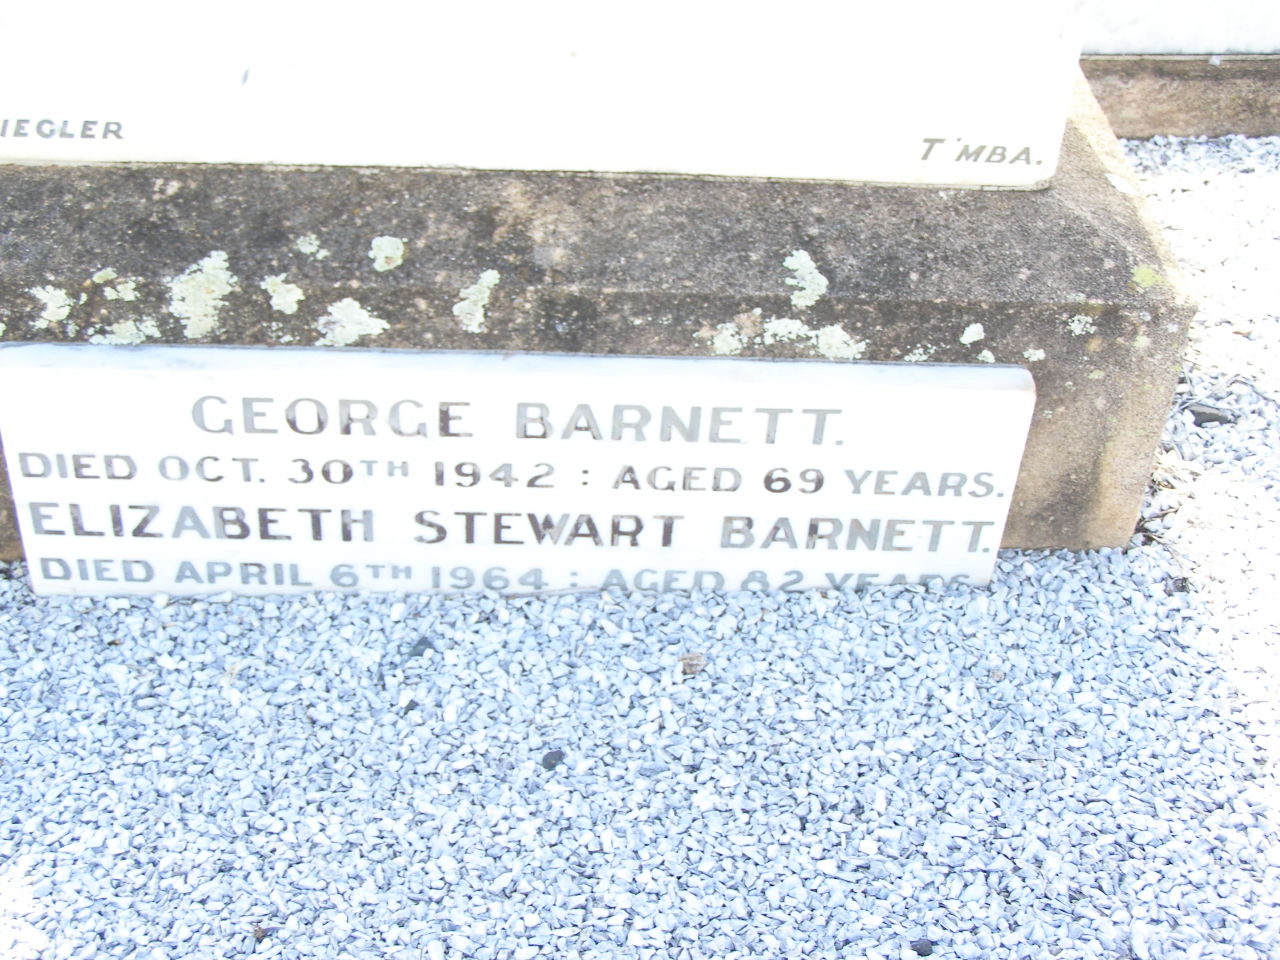 IEGLER T'MBA.
GEORGE BARNETT.
DIED OCT. 30TH 1942 : AGED 69 YEARS.
ELIZABETH STEWART BARNETT.
DIED APRIL 6TH 1964 : AGED 82 YEARS.